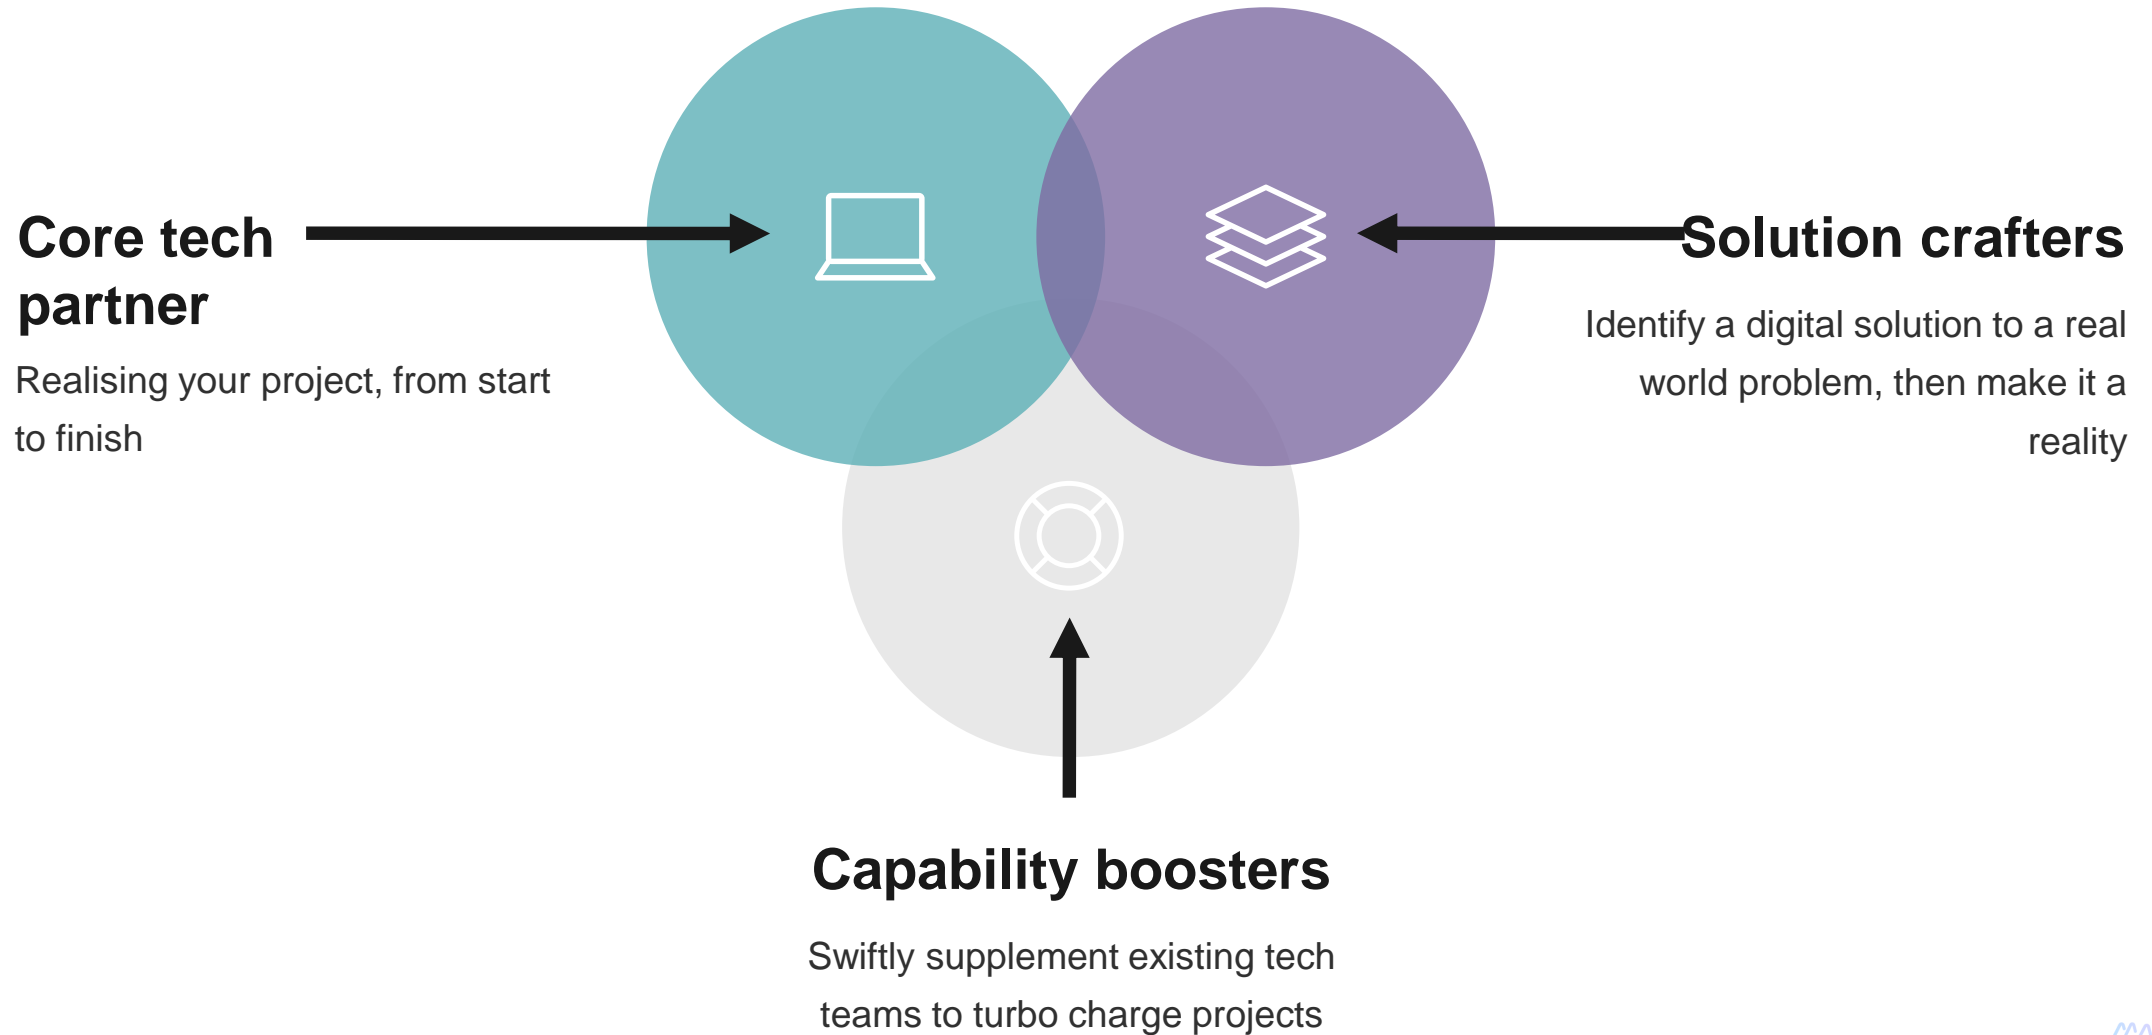 Core tech
partner
Realising your project, from start
to finish
Solution crafters
Identify a digital solution to a real
world problem, then make it a
reality
Capability boosters
Swiftly supplement existing tech
teams to turbo charge projects